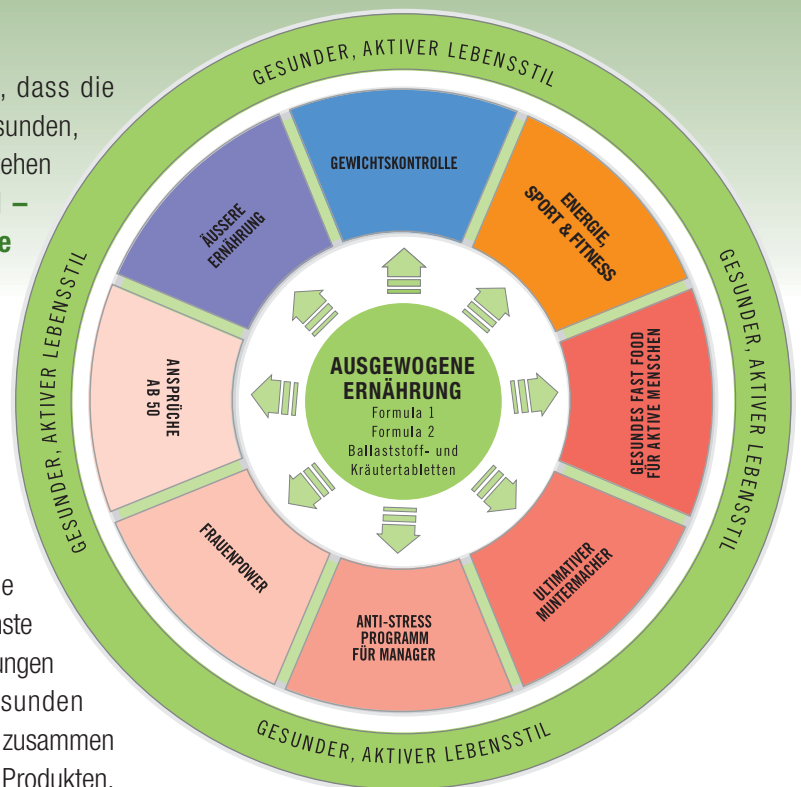 , dass die
sunden,
ehen
–
e
e
nste
ungen
sunden
zusammen
Produkten.
GESUNDER, AKTIVER LEBENSSTIL
GESUNDER, AKTIVER LEBENSSTIL
GESUNDER, AKTIVER LEBENSSTIL
GESUNDER, AKTIVER LEBENSSTIL
GEWICHTSKONTROLLE
ENERGIE,
SPORT & FITNESS
GESUNDES FAST FOOD
FÜR AKTIVE MENSCHEN
ULTIMATIVER
MUNTERMACHER
ANTI-STRESS
PROGRAMM
FÜR MANAGER
FRAUENPOWER
ANSPRÜCHE
AB 50
ÄUSSERE
ERNÄHRUNG
AUSGEWOGENE
ERNÄHRUNG
Formula 1
Formula 2
Ballaststoff- und
Kräutertabletten